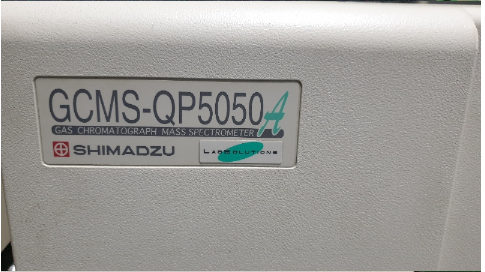 GCMS-QP5050A
GAS CHROMATOGRAPH MASS SPECTROMETER
SHIMADZU
LABSOLUTIONS